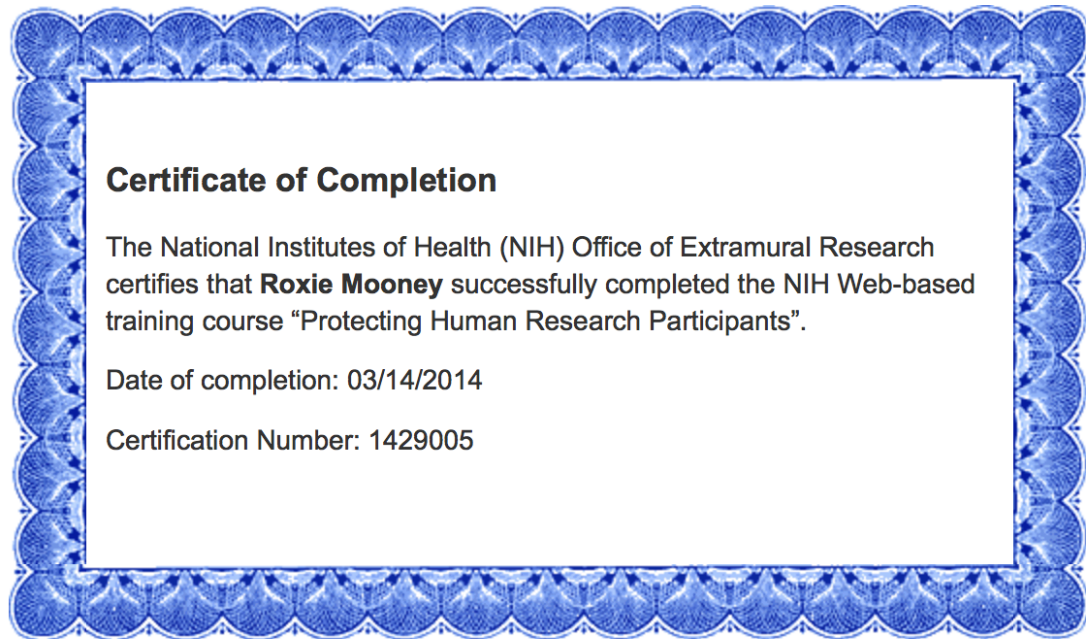 Certificate of Completion
The National Institutes of Health (NIH) Office of Extramural Research
certifies that Roxie Mooney successfully completed the NIH Web-based
training course “Protecting Human Research Participants”.
Date of completion: 03/14/2014
Certification Number: 1429005